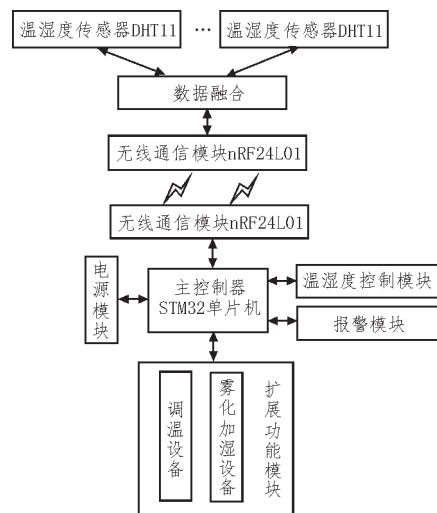 温湿度传感器DHT11 … 温湿度传感器DHT11
数据融合
无线通信模块nRF24L01
无线通信模块nRF24L01
电源模块
主控制器
STM32单片机
温湿度控制模块
报警模块
调温设备
雾化加湿设备
扩展功能模块